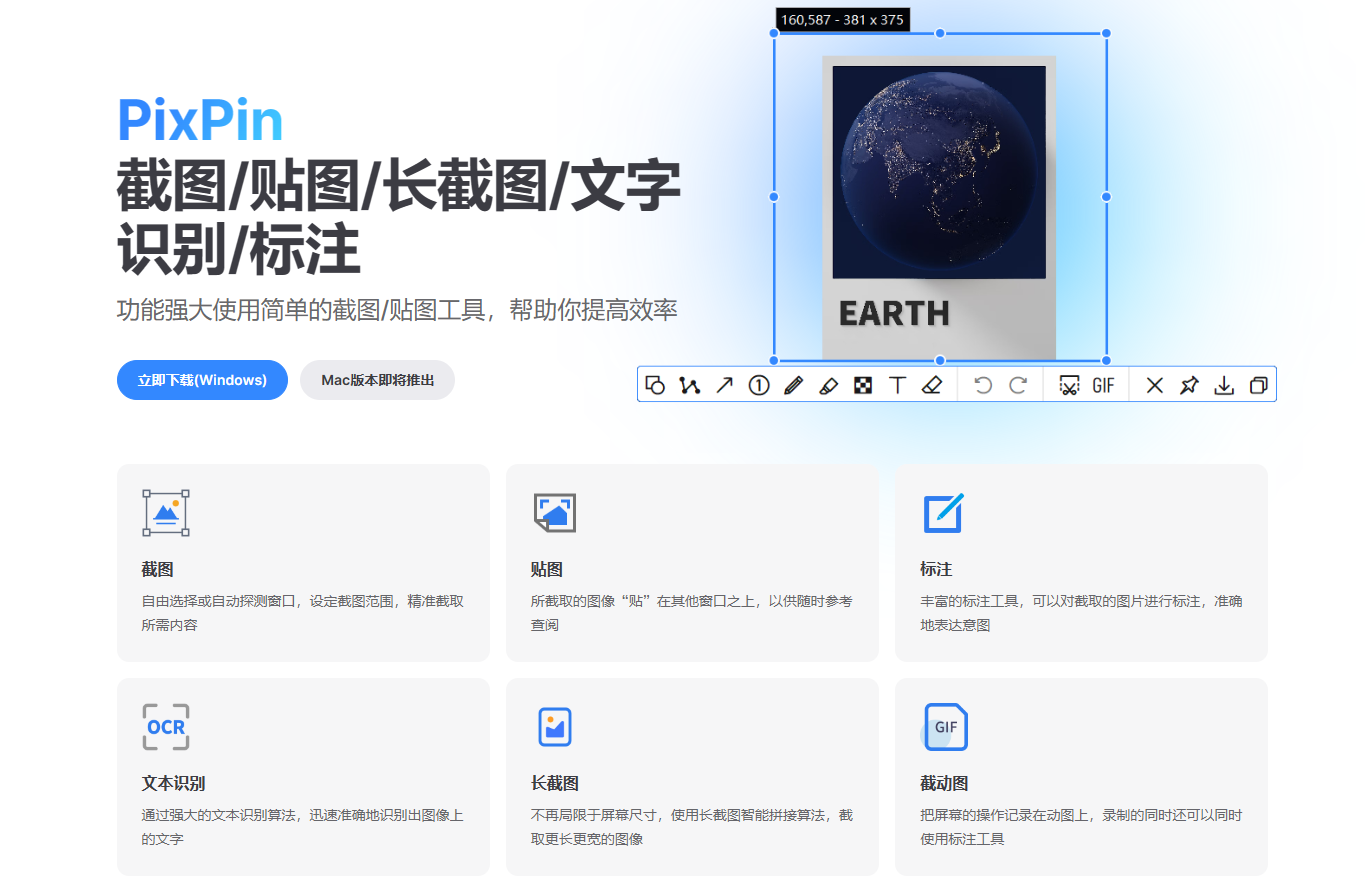 160,587 - 381 x 375
PixPin
截图/贴图/长截图/文字
识别/标注
功能强大使用简单的截图/贴图工具，帮助你提高效率
立即下载(Windows)
Mac版本即将推出
EARTH
1
T
GIF
截图
自由选择或自动探测窗口，设定截图范围，精准截取
所需内容
贴图
所截取的图像“贴”在其他窗口之上，以供随时参考
查阅
标注
丰富的标注工具，可以对截取的图片进行标注，准确
地表达意图
OCR
文本识别
通过强大的文本识别算法，迅速准确地识别出图像上
的文字
长截图
不再局限于屏幕尺寸，使用长截图智能拼接算法，截
取更长更宽的图像
GIF
截动图
把屏幕的操作记录在动图上，录制的同时还可以同时
使用标注工具